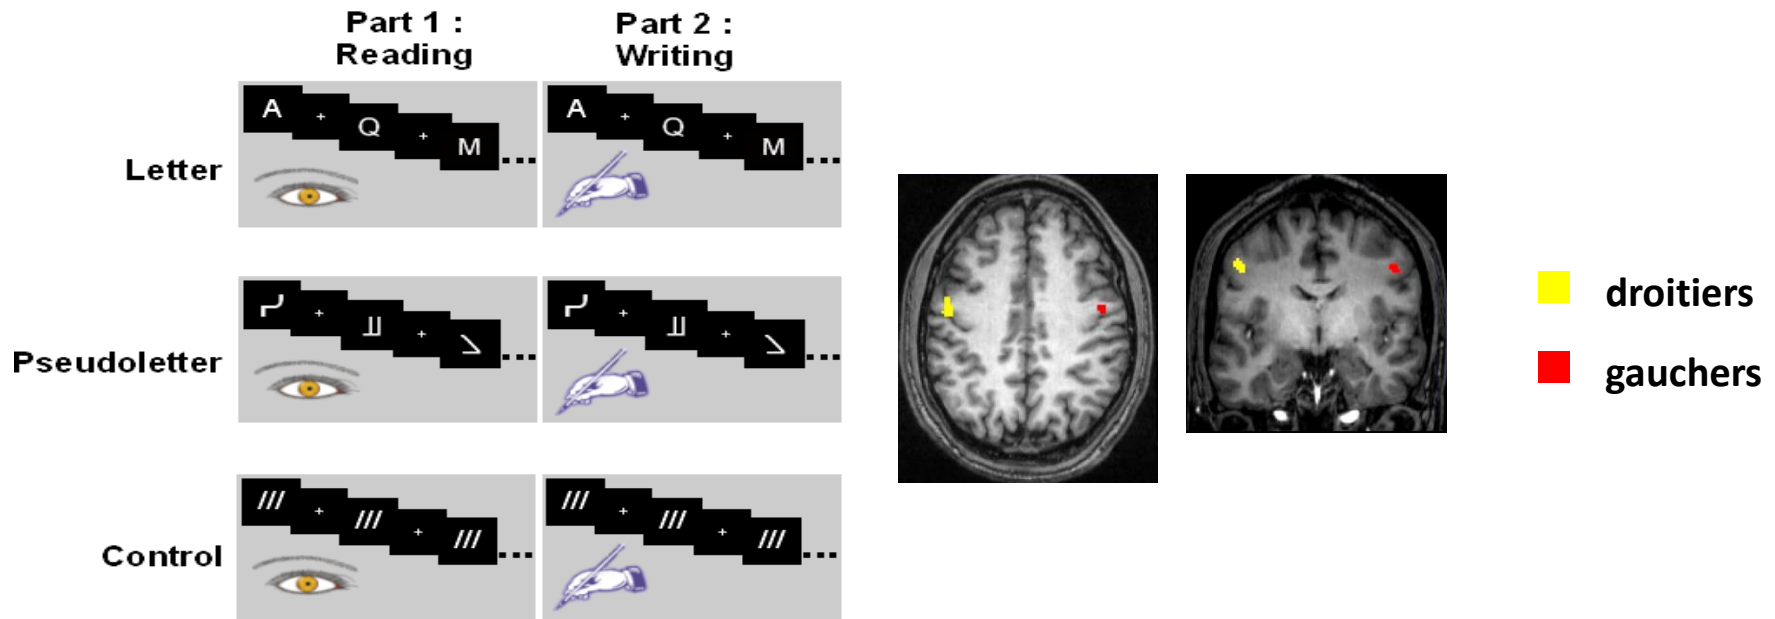 Part 1 :
Reading
Part 2 :
Writing
Letter
A + Q + M ...
A + Q + M ...
Pseudoletter
+ + ...
+ + ...
Control
/// + /// + /// ...
/// + /// + /// ...
droitiers
gauchers